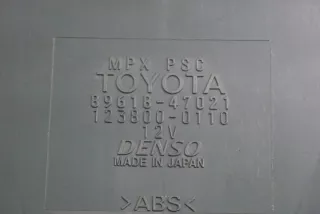 MPX PSC
TOYOTA
89618-47021
123800-0110
12V
DENSO
MADE IN JAPAN
>ABS<